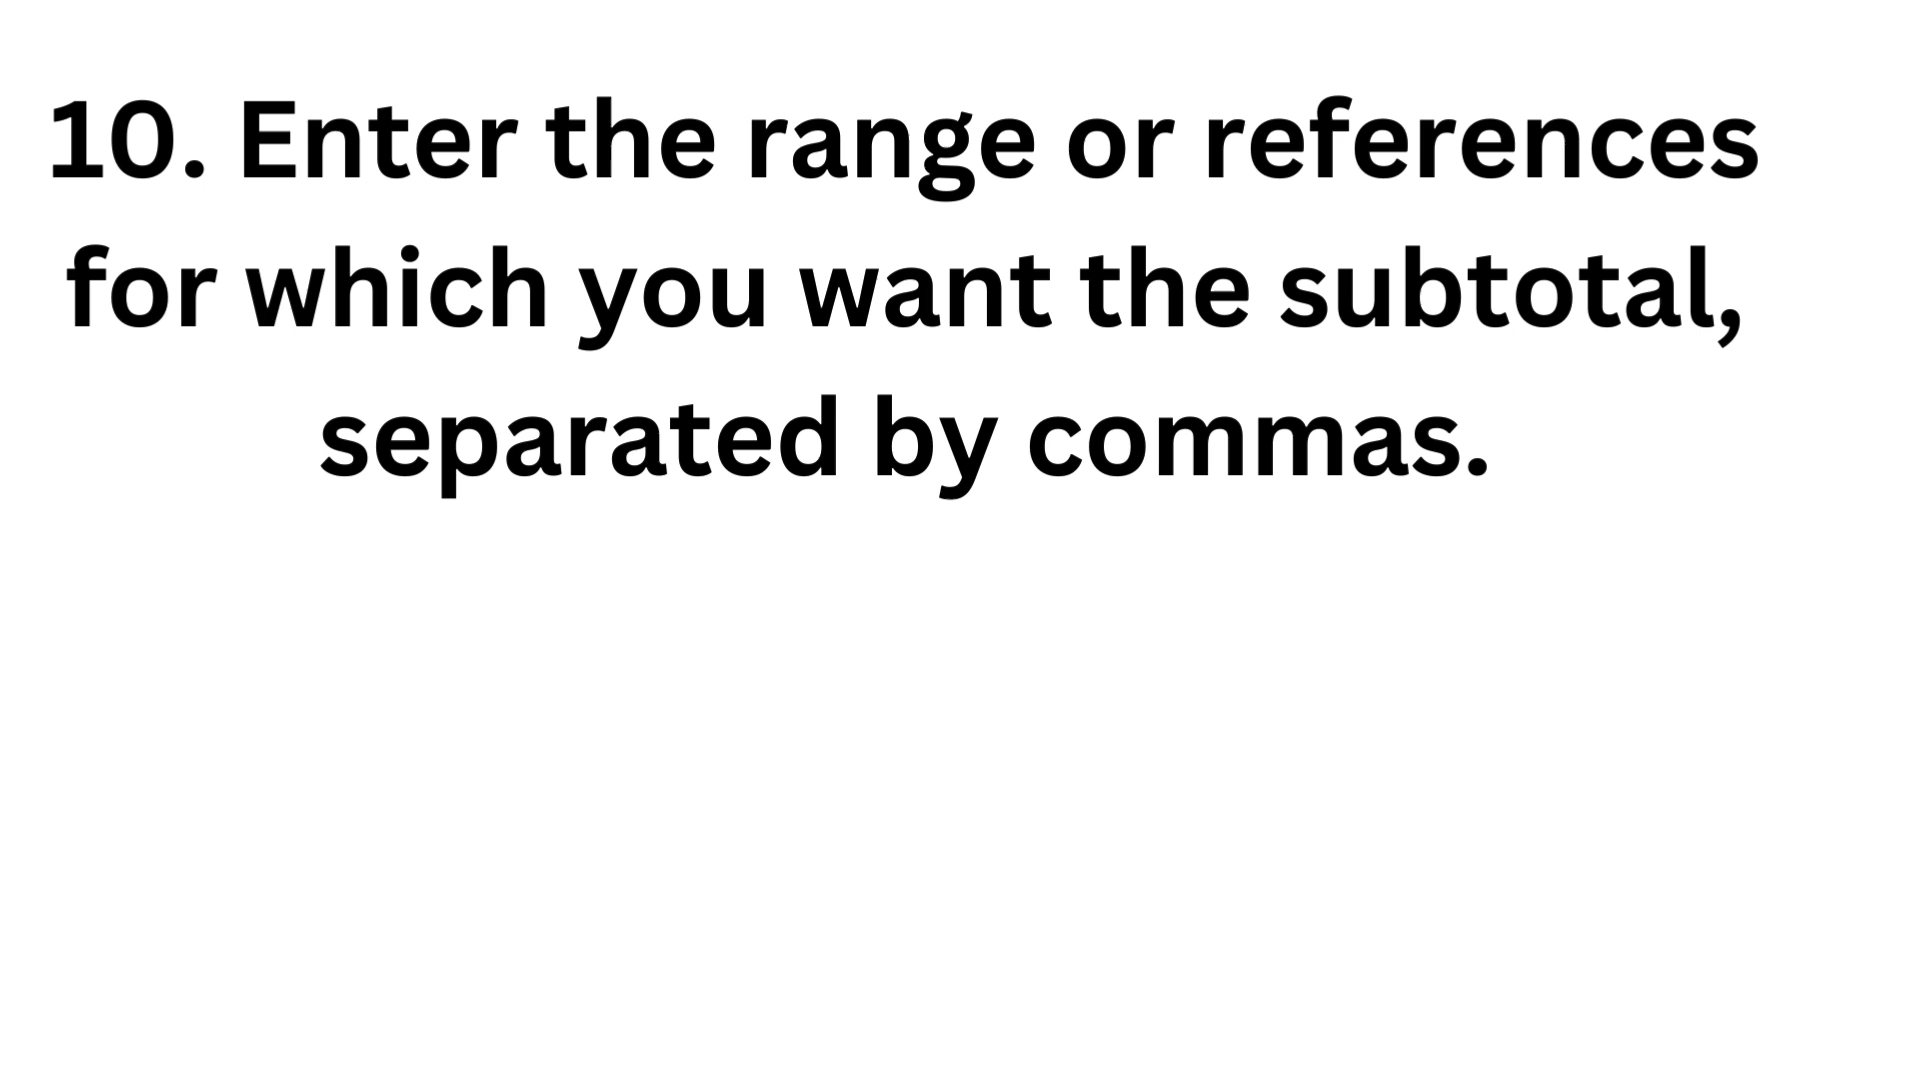 10. Enter the range or references
for which you want the subtotal,
separated by commas.